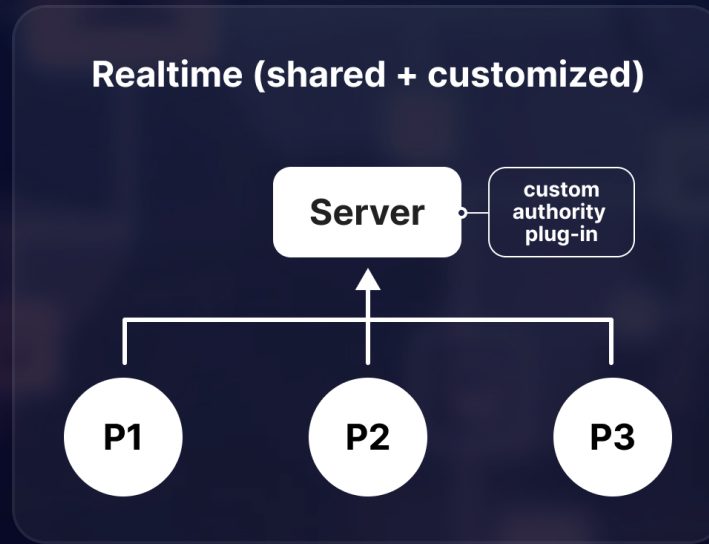 Realtime (shared + customized)
Server
custom
authority
plug-in
P1
P2
P3